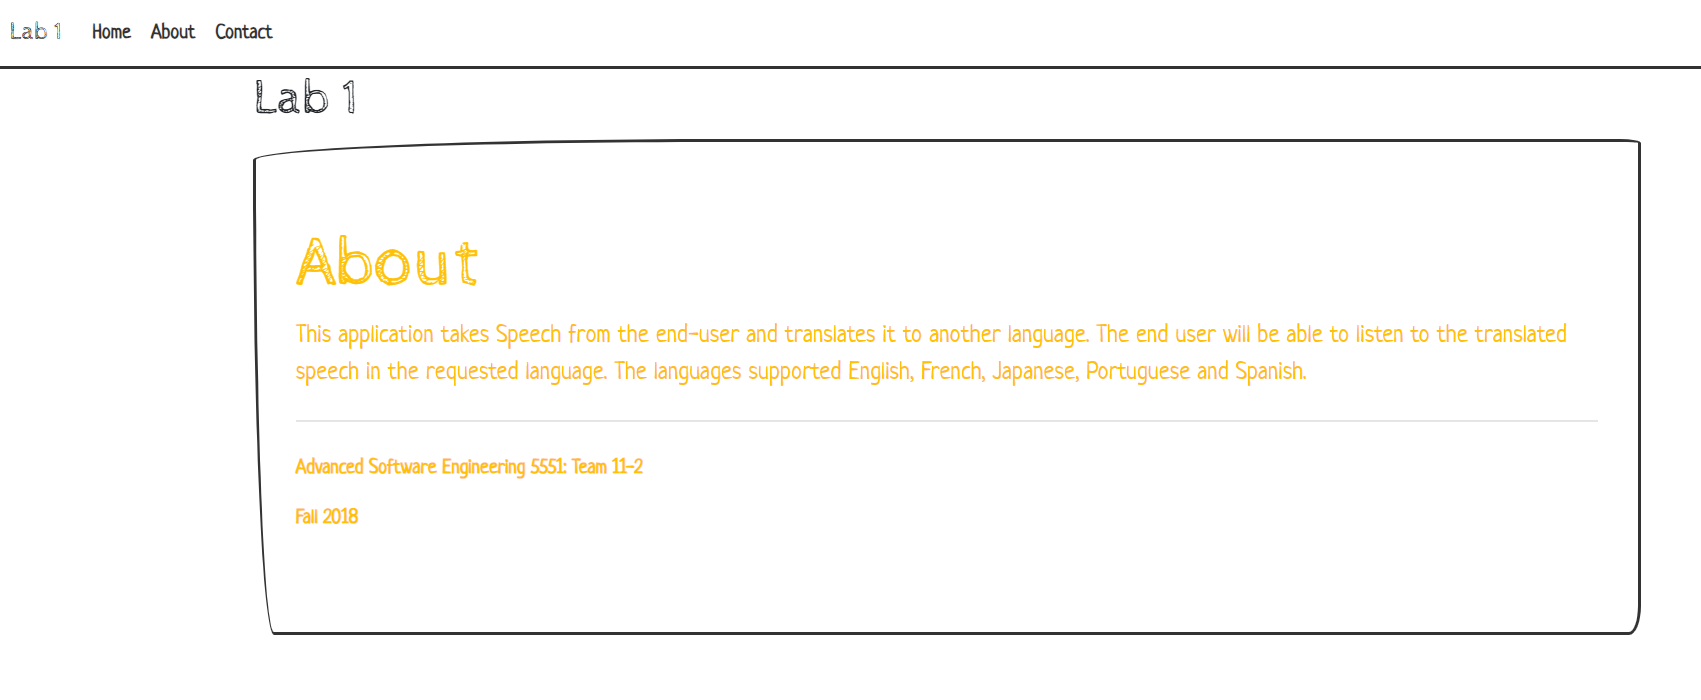 Lab 1 Home About Contact
Lab 1
About
This application takes Speech from the end-user and translates it to another language. The end user will be able to listen to the translated
speech in the requested language. The languages supported English, French, Japanese, Portuguese and Spanish.
Advanced Software Engineering 5551: Team 11-2
Fall 2018